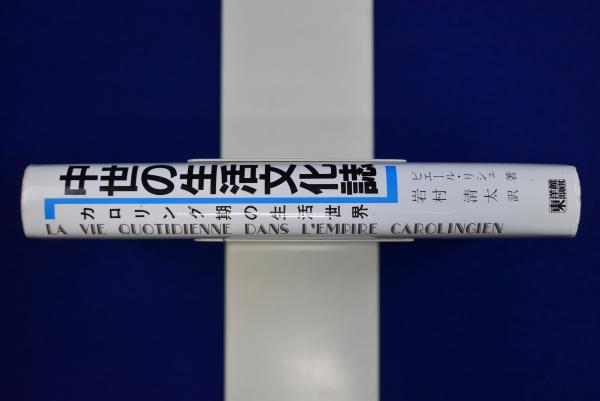 中世の生活文化誌
カロリング期の生活世界
LA VIE QUOTIDIENNE DANS L'EMPIRE CAROLINGIEN
ピエール・リシェ 著
岩村 清太 訳
東洋館出版社